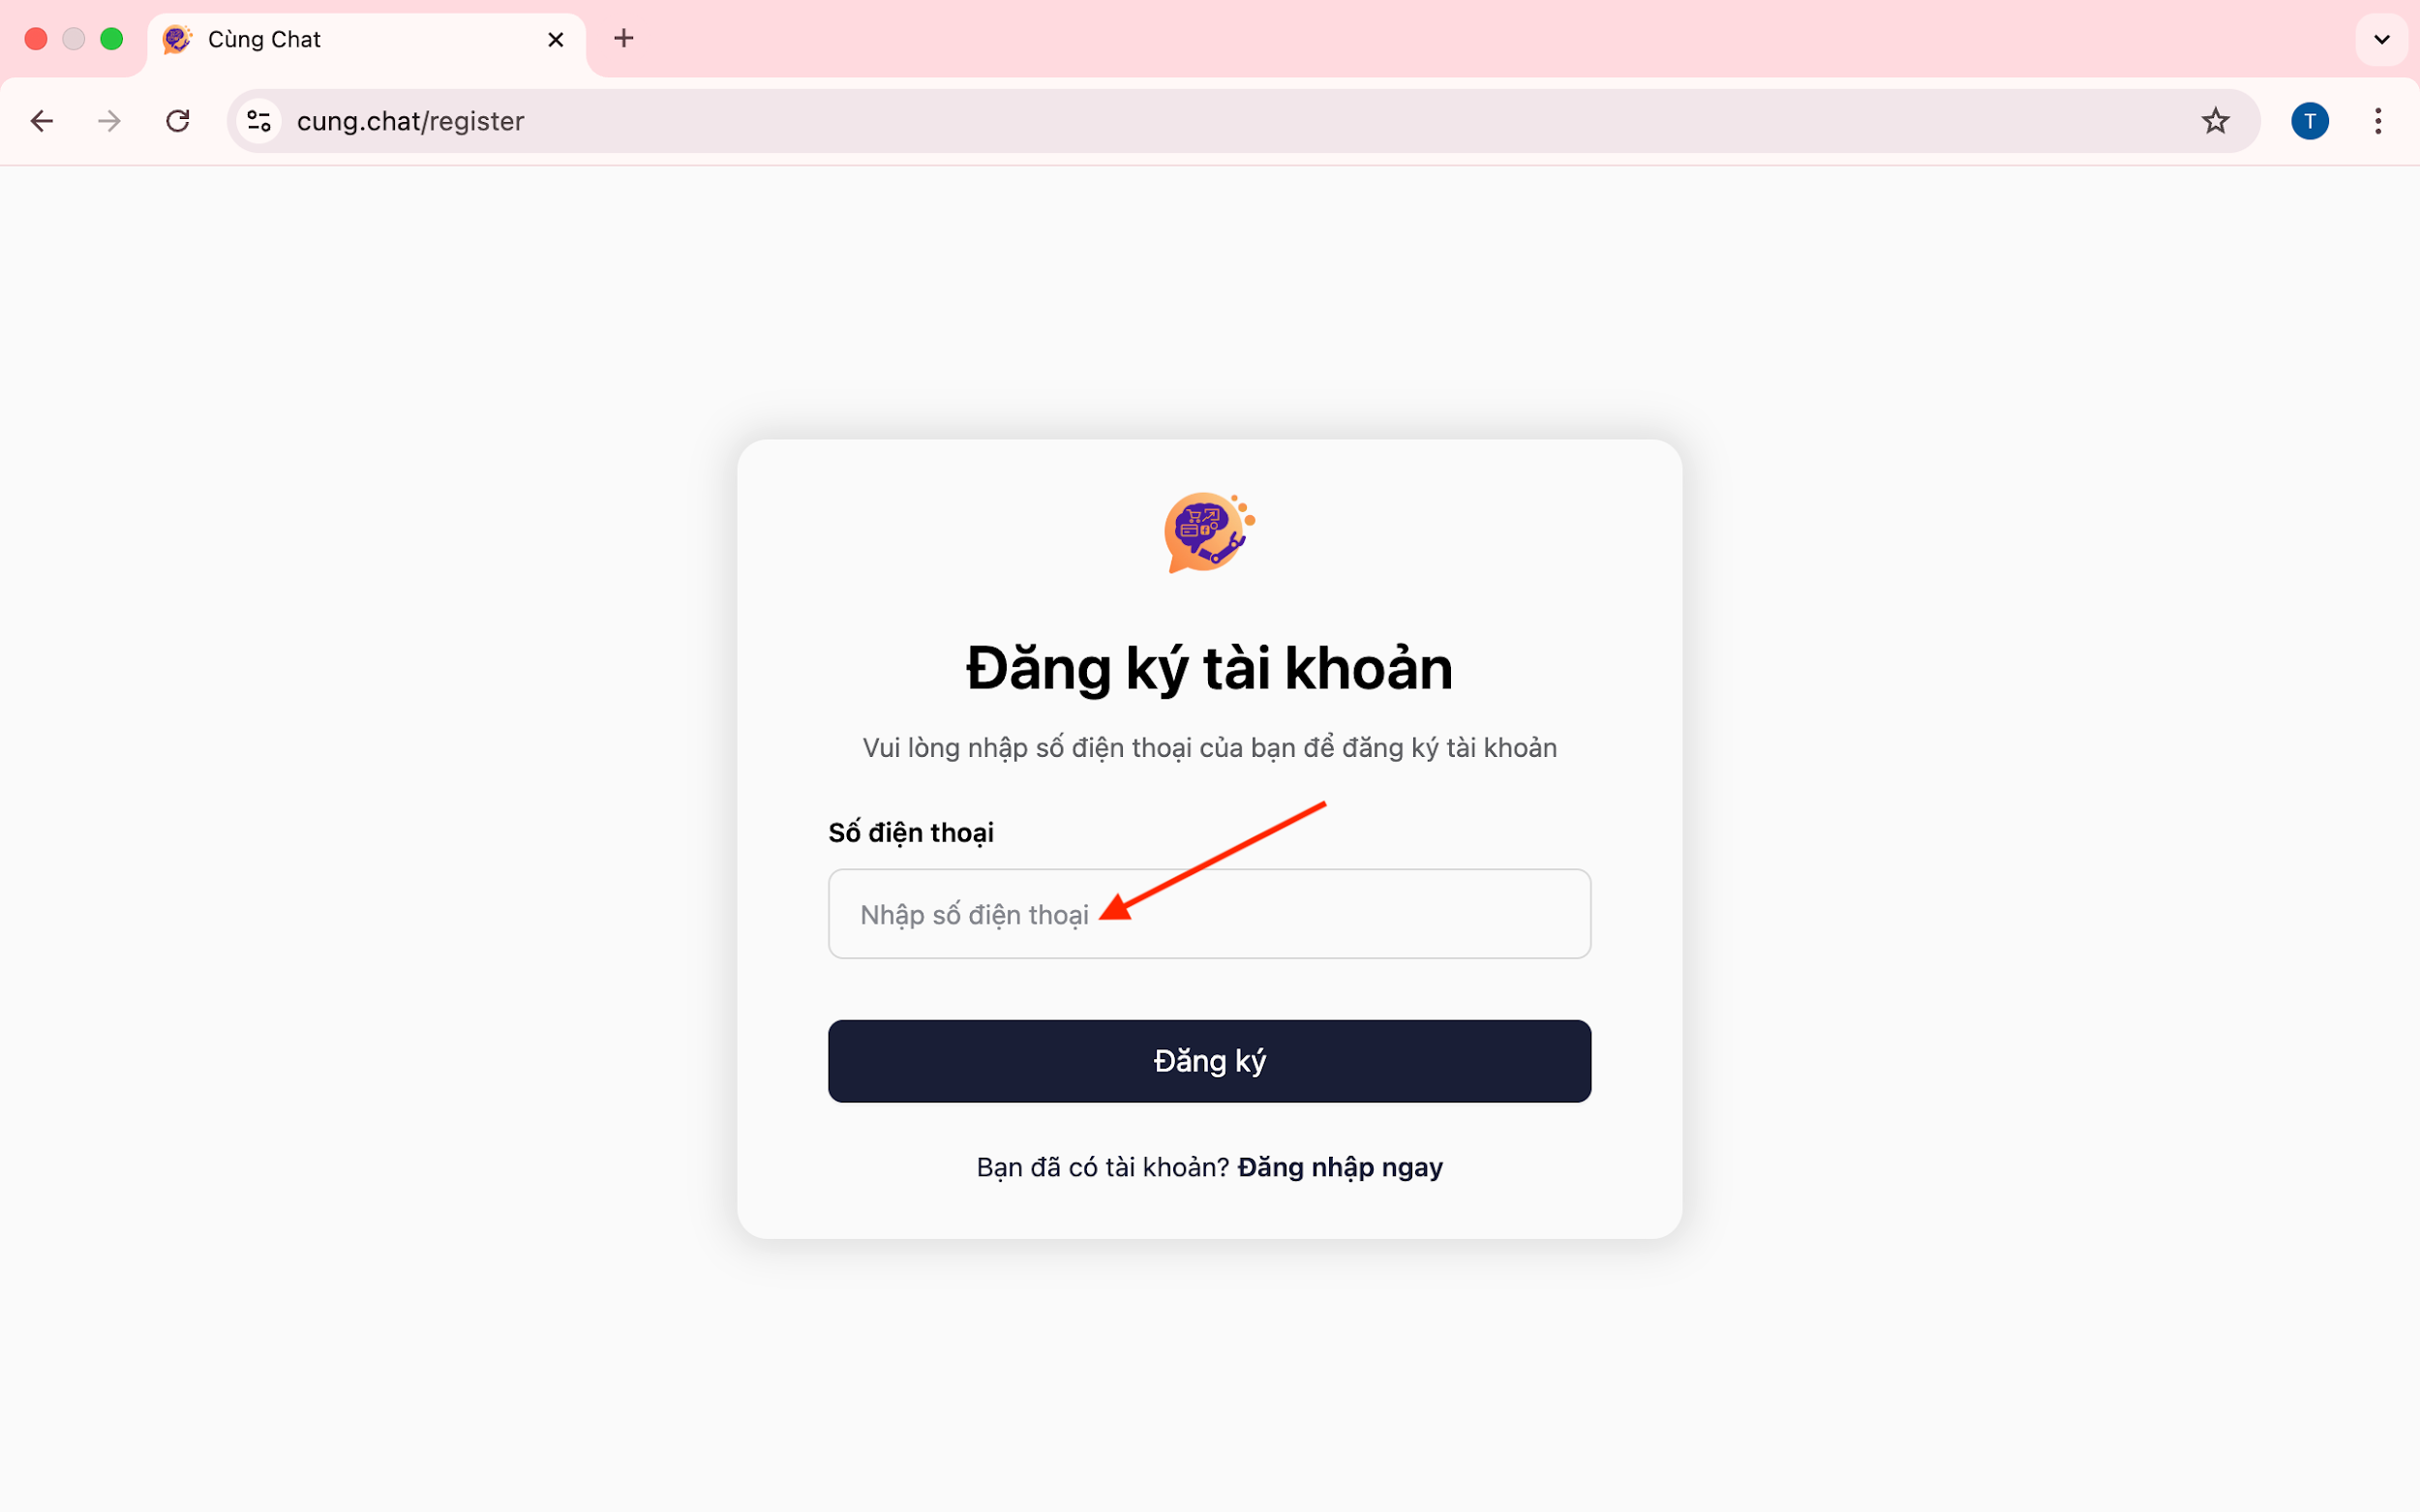 Cùng Chat
cung.chat/register
T
Đăng ký tài khoản
Vui lòng nhập số điện thoại của bạn để đăng ký tài khoản
Số điện thoại
Nhập số điện thoại
Đăng ký
Bạn đã có tài khoản? Đăng nhập ngay